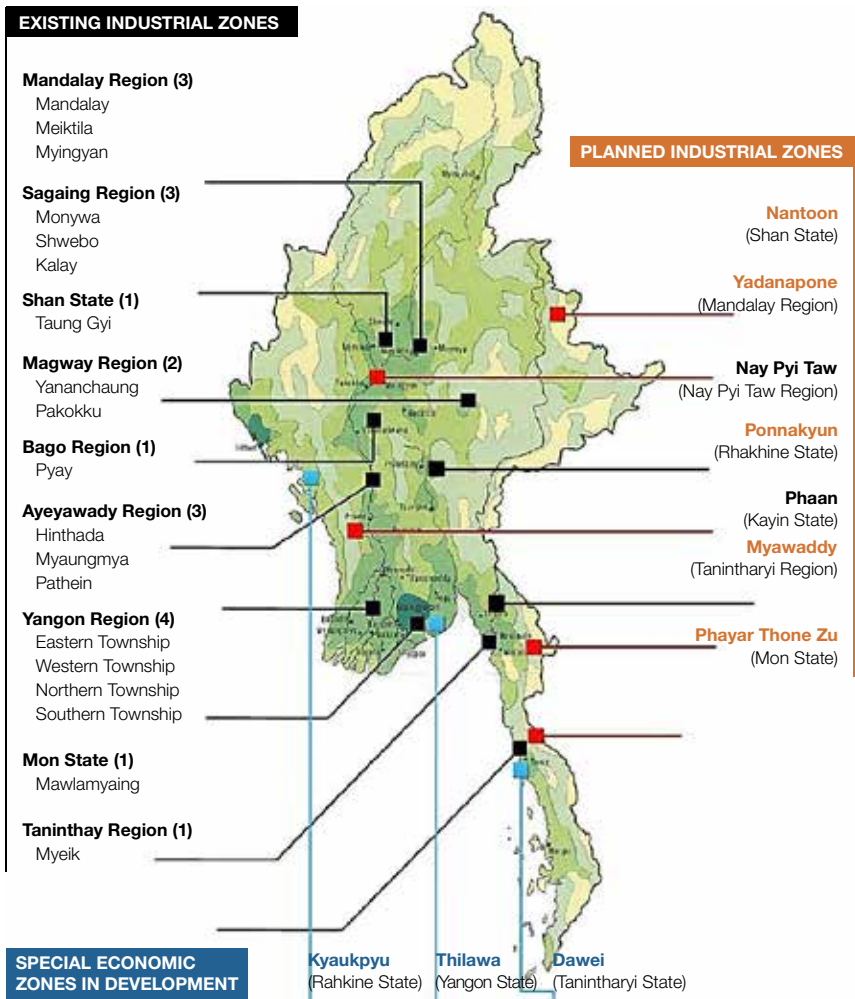 EXISTING INDUSTRIAL ZONES
Mandalay Region (3)
Mandalay
Meiktila
Myingyan
Sagaing Region (3)
Monywa
Shwebo
Kalay
Shan State (1)
Taung Gyi
Magway Region (2)
Yananchaung
Pakokku
Bago Region (1)
Pyay
Ayeyawady Region (3)
Hinthada
Myaungmya
Pathein
Yangon Region (4)
Eastern Township
Western Township
Northern Township
Southern Township
Mon State (1)
Mawlamyaing
Taninthay Region (1)
Myeik
PLANNED INDUSTRIAL ZONES
Nantoon
(Shan State)
Yadanapone
(Mandalay Region)
Nay Pyi Taw
(Nay Pyi Taw Region)
Ponnakyun
(Rhakhine State)
Phaan
(Kayin State)
Myawaddy
(Tanintharyi Region)
Phayar Thone Zu
(Mon State)
SPECIAL ECONOMIC
ZONES IN DEVELOPMENT
Kyaukpyu
(Rahkine State)
Thilawa
(Yangon State)
Dawei
(Tanintharyi State)